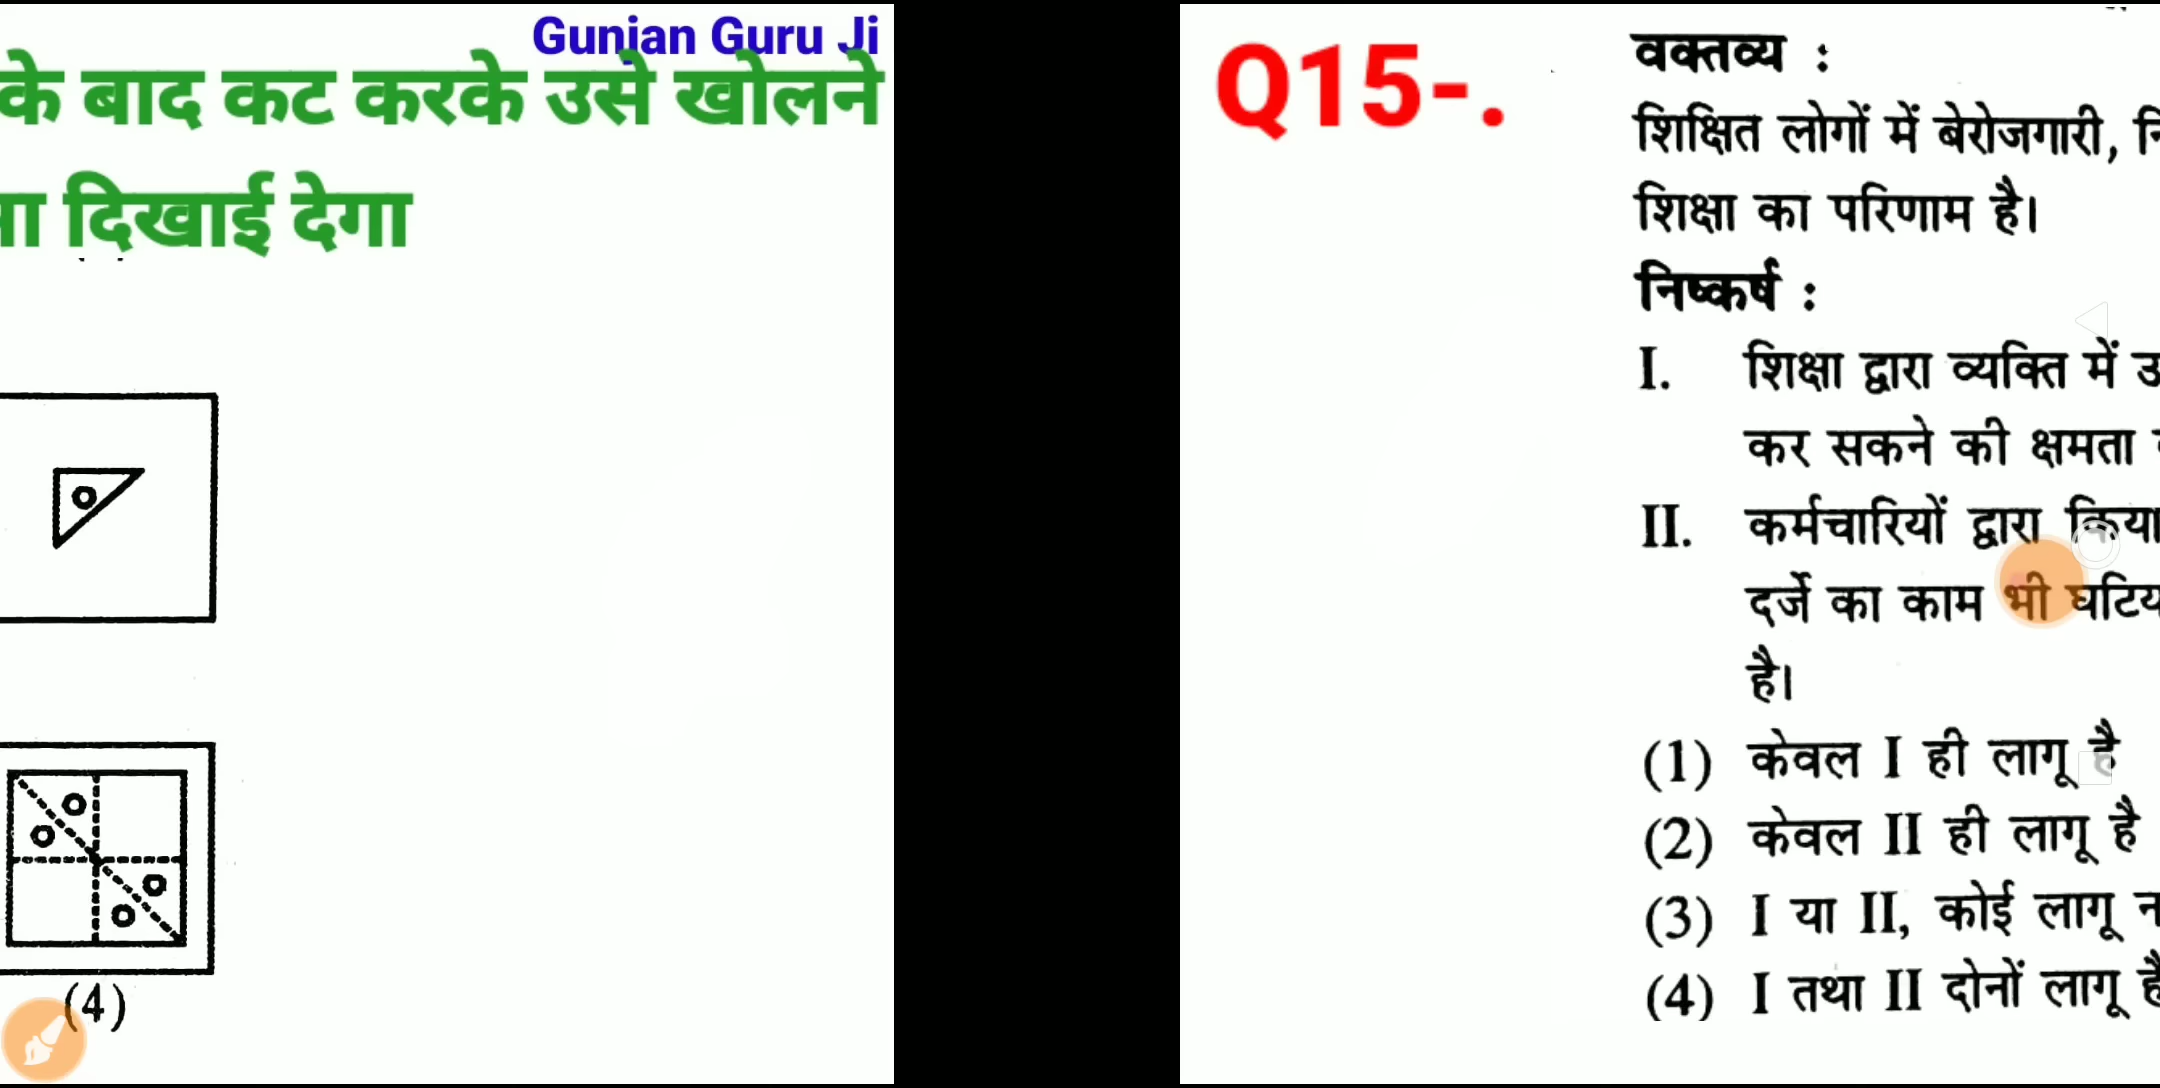 Gunjan Guru Ji
के बाद कट करके उसे खोलने
दिखाई देगा
(4)
Q15-.
वक्तव्य :
शिक्षित लोगों में बेरोजगारी,
शिक्षा का परिणाम है।
निष्कर्ष :
I. शिक्षा द्वारा व्यक्ति में
कर सकने की क्षमता
II. कर्मचारियों द्वारा किया
दर्जे का काम भी
है।
(1) केवल I ही लागू है
(2) केवल II ही लागू है
(3) I या II, कोई लागू
(4) I तथा II दोनों लागू है